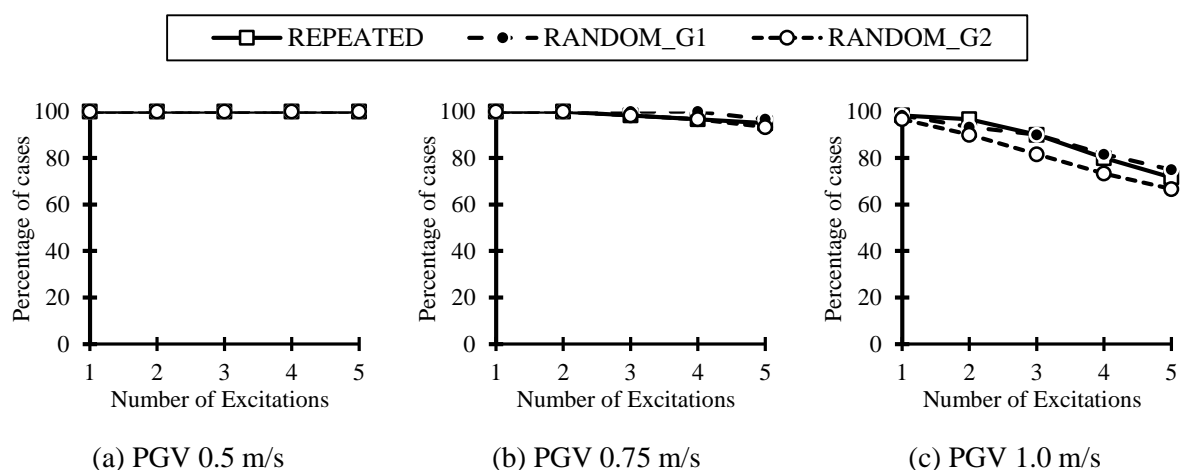 REPEATED RANDOM_G1 RANDOM_G2
Percentage of cases
100
80
60
40
20
0
1 2 3 4 5
Number of Excitations
(a) PGV 0.5 m/s
Percentage of cases
100
80
60
40
20
0
1 2 3 4 5
Number of Excitations
(b) PGV 0.75 m/s
Percentage of cases
100
80
60
40
20
0
1 2 3 4 5
Number of Excitations
(c) PGV 1.0 m/s